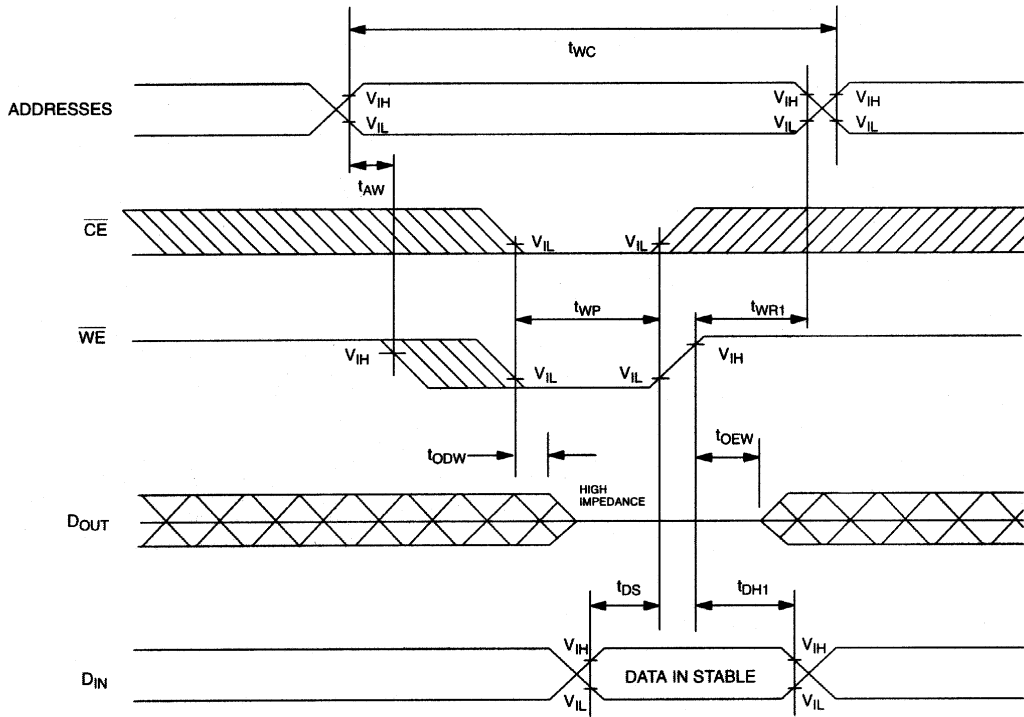 tWC
ADDRESSES
VIH
VIL
VIH
VIL
VIH
VIL
tAW
CE
VIL
VIL
tWP
tWR1
WE
VIH
VIL
VIL
VIH
tODW
tOEW
DOUT
HIGH
IMPEDANCE
tDS
tDH1
DIN
VIH
VIL
DATA IN STABLE
VIH
VIL